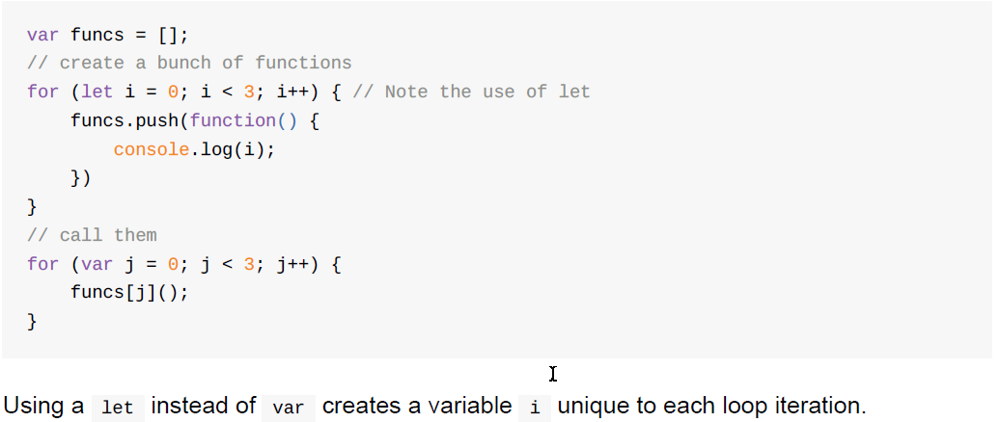 var funcs = [];
// create a bunch of functions
for (let i = 0; i < 3; i++) { // Note the use of let
    funcs.push(function() {
        console.log(i);
    })
}
// call them
for (var j = 0; j < 3; j++) {
    funcs[j]();
}
Using a let instead of var creates a variable i unique to each loop iteration.